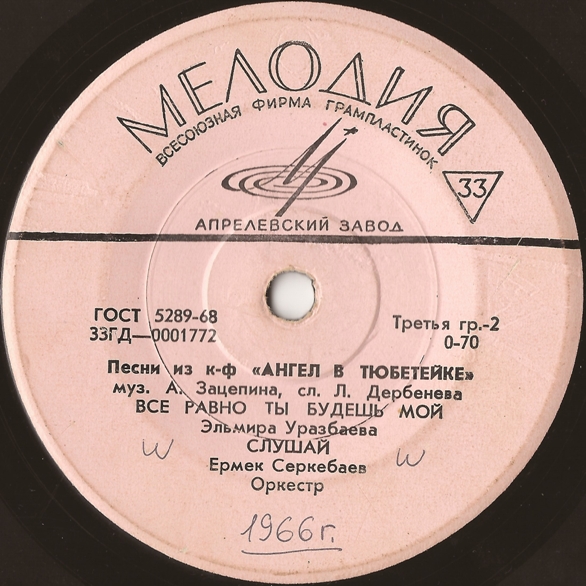 МЕЛОДИЯ
ВСЕСОЮЗНАЯ ФИРМА ГРАМПЛАСТИНОК
33
АПРЕЛЕВСКИЙ ЗАВОД
ГОСТ 5289-68
33ГД—0001772
Третья гр.-2
0-70
Песни из к-ф «АНГЕЛ В ТЮБЕТЕЙКЕ»
муз. А. Зацепина, сл. Л. Дербенева
ВСЕ РАВНО ТЫ БУДЕШЬ МОЙ
Эльмира Уразбаева
СЛУШАЙ
Ермек Серкебаев
Оркестр
1966 г.